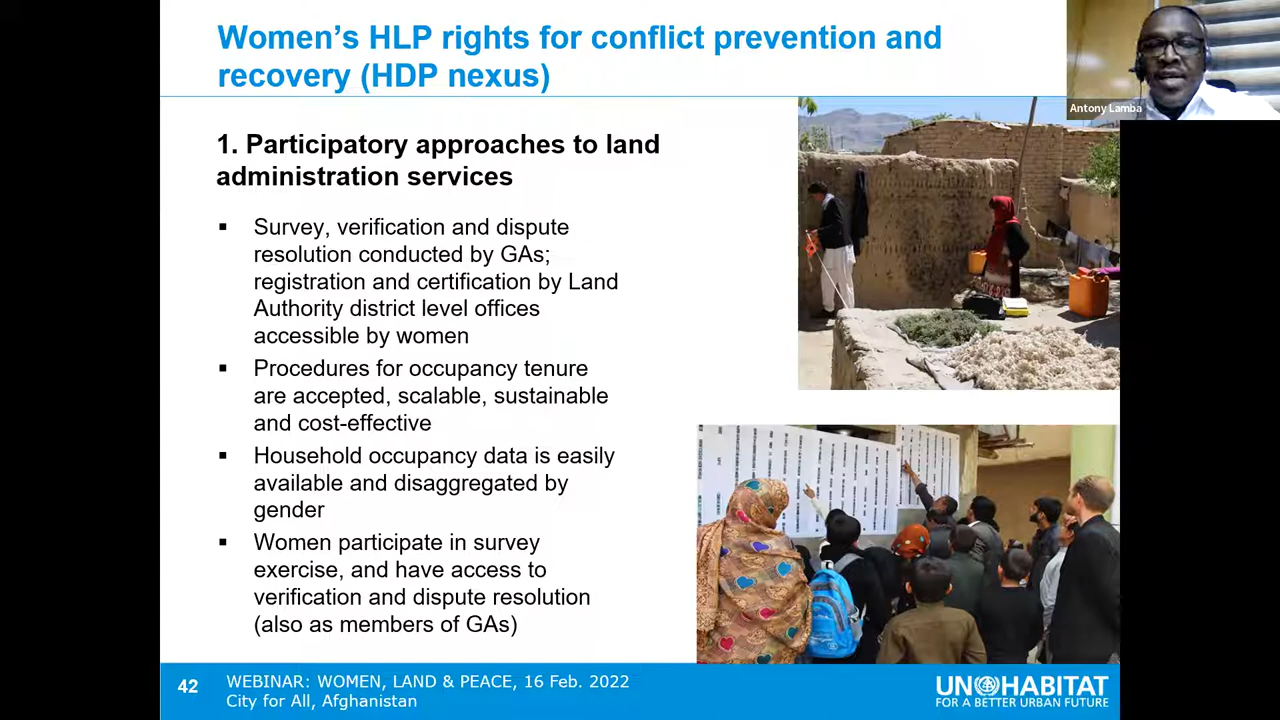 Women’s HLP rights for conflict prevention and
recovery (HDP nexus)
Antony Lamba
1. Participatory approaches to land
administration services
▪ Survey, verification and dispute
resolution conducted by GAs;
registration and certification by Land
Authority district level offices
accessible by women
▪ Procedures for occupancy tenure
are accepted, scalable, sustainable
and cost-effective
▪ Household occupancy data is easily
available and disaggregated by
gender
▪ Women participate in survey
exercise, and have access to
verification and dispute resolution
(also as members of GAs)
42
WEBINAR: WOMEN, LAND & PEACE, 16 Feb. 2022
City for All, Afghanistan
UN HABITAT
FOR A BETTER URBAN FUTURE